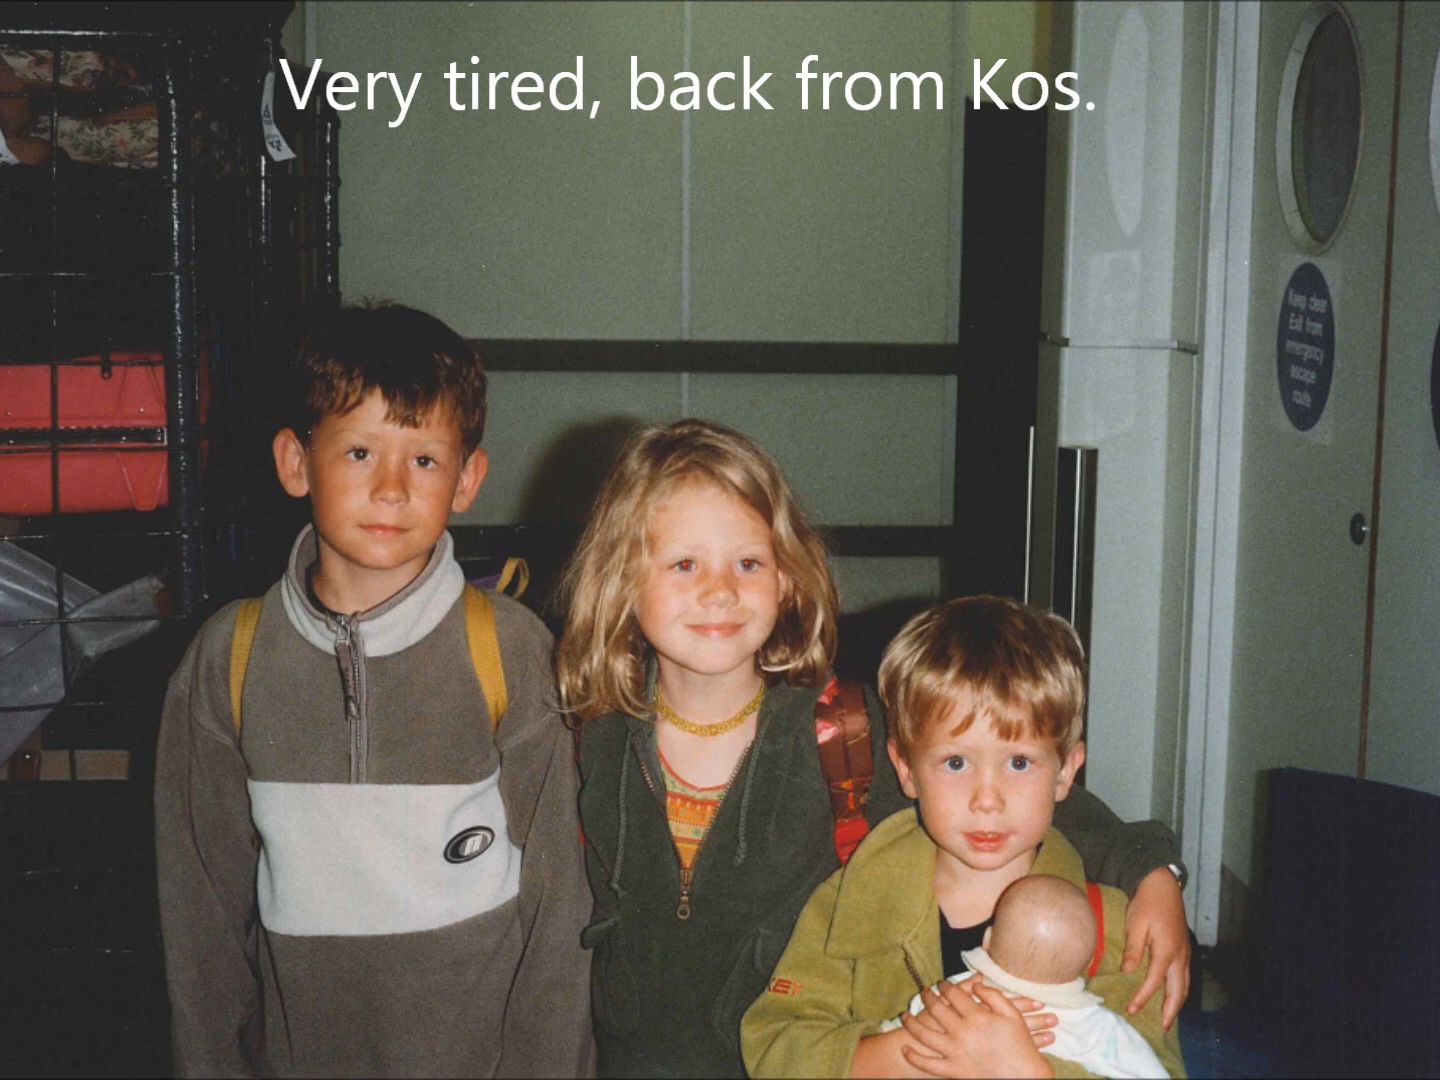 Very tired, back from Kos.
Keep clear
Exit from
emergency
escape
route